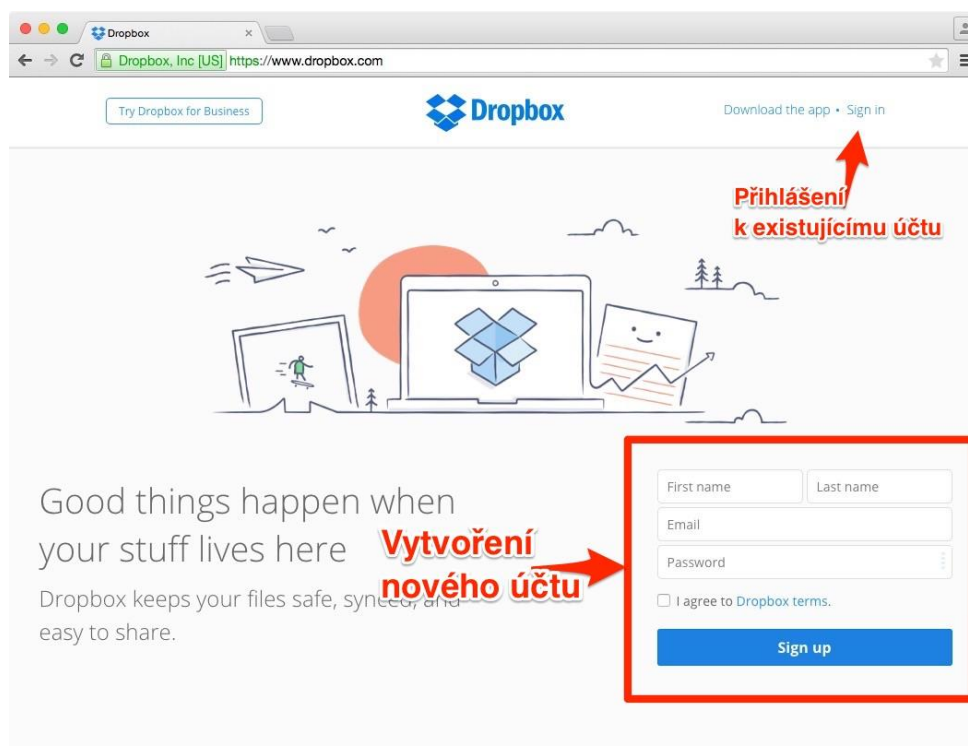 Dropbox
Dropbox, Inc [US] https://www.dropbox.com
Try Dropbox for Business
Dropbox
Download the app • Sign in
Přihlášení
k existujícímu účtu
First name
Last name
Good things happen when
Email
your stuff lives here
Vytvoření
nového účtu
Password
Dropbox keeps your files safe, synced, and
I agree to Dropbox terms.
easy to share.
Sign up